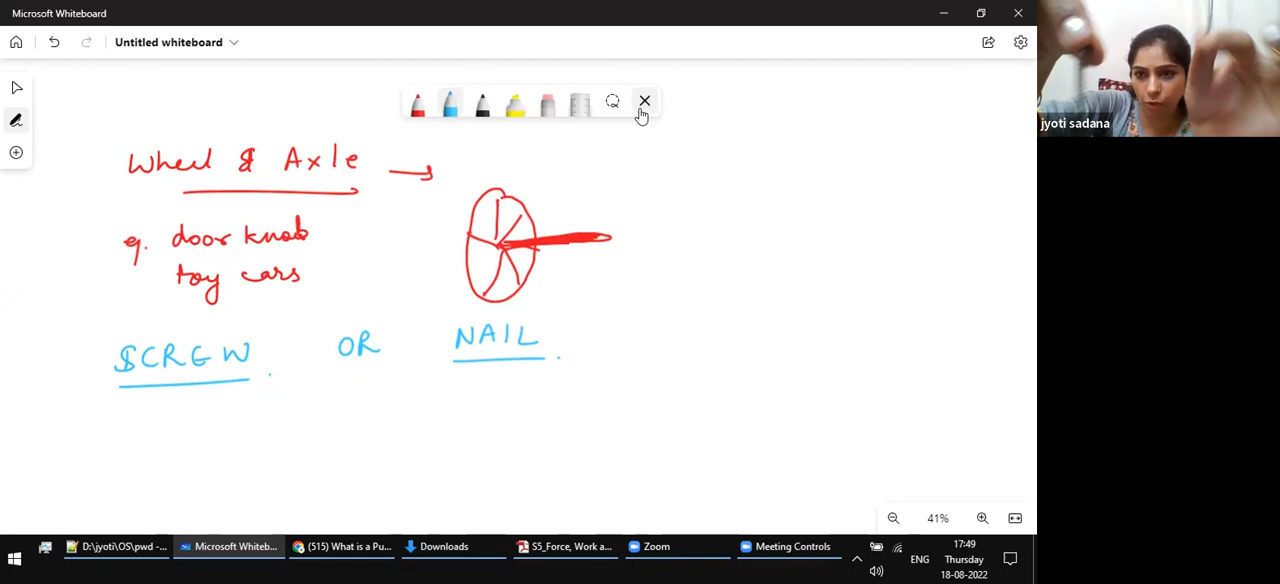 Microsoft Whiteboard
Untitled whiteboard
jyoti sadana
Wheel & Axle →
eg. door knob
toy cars
SCREW OR NAIL
41%
D:\jyoti\OS\pwd -...
Microsoft Whiteb...
(515) What is a Pu...
Downloads
S5_Force, Work a...
Zoom
Meeting Controls
ENG
17:49
Thursday
18-08-2022